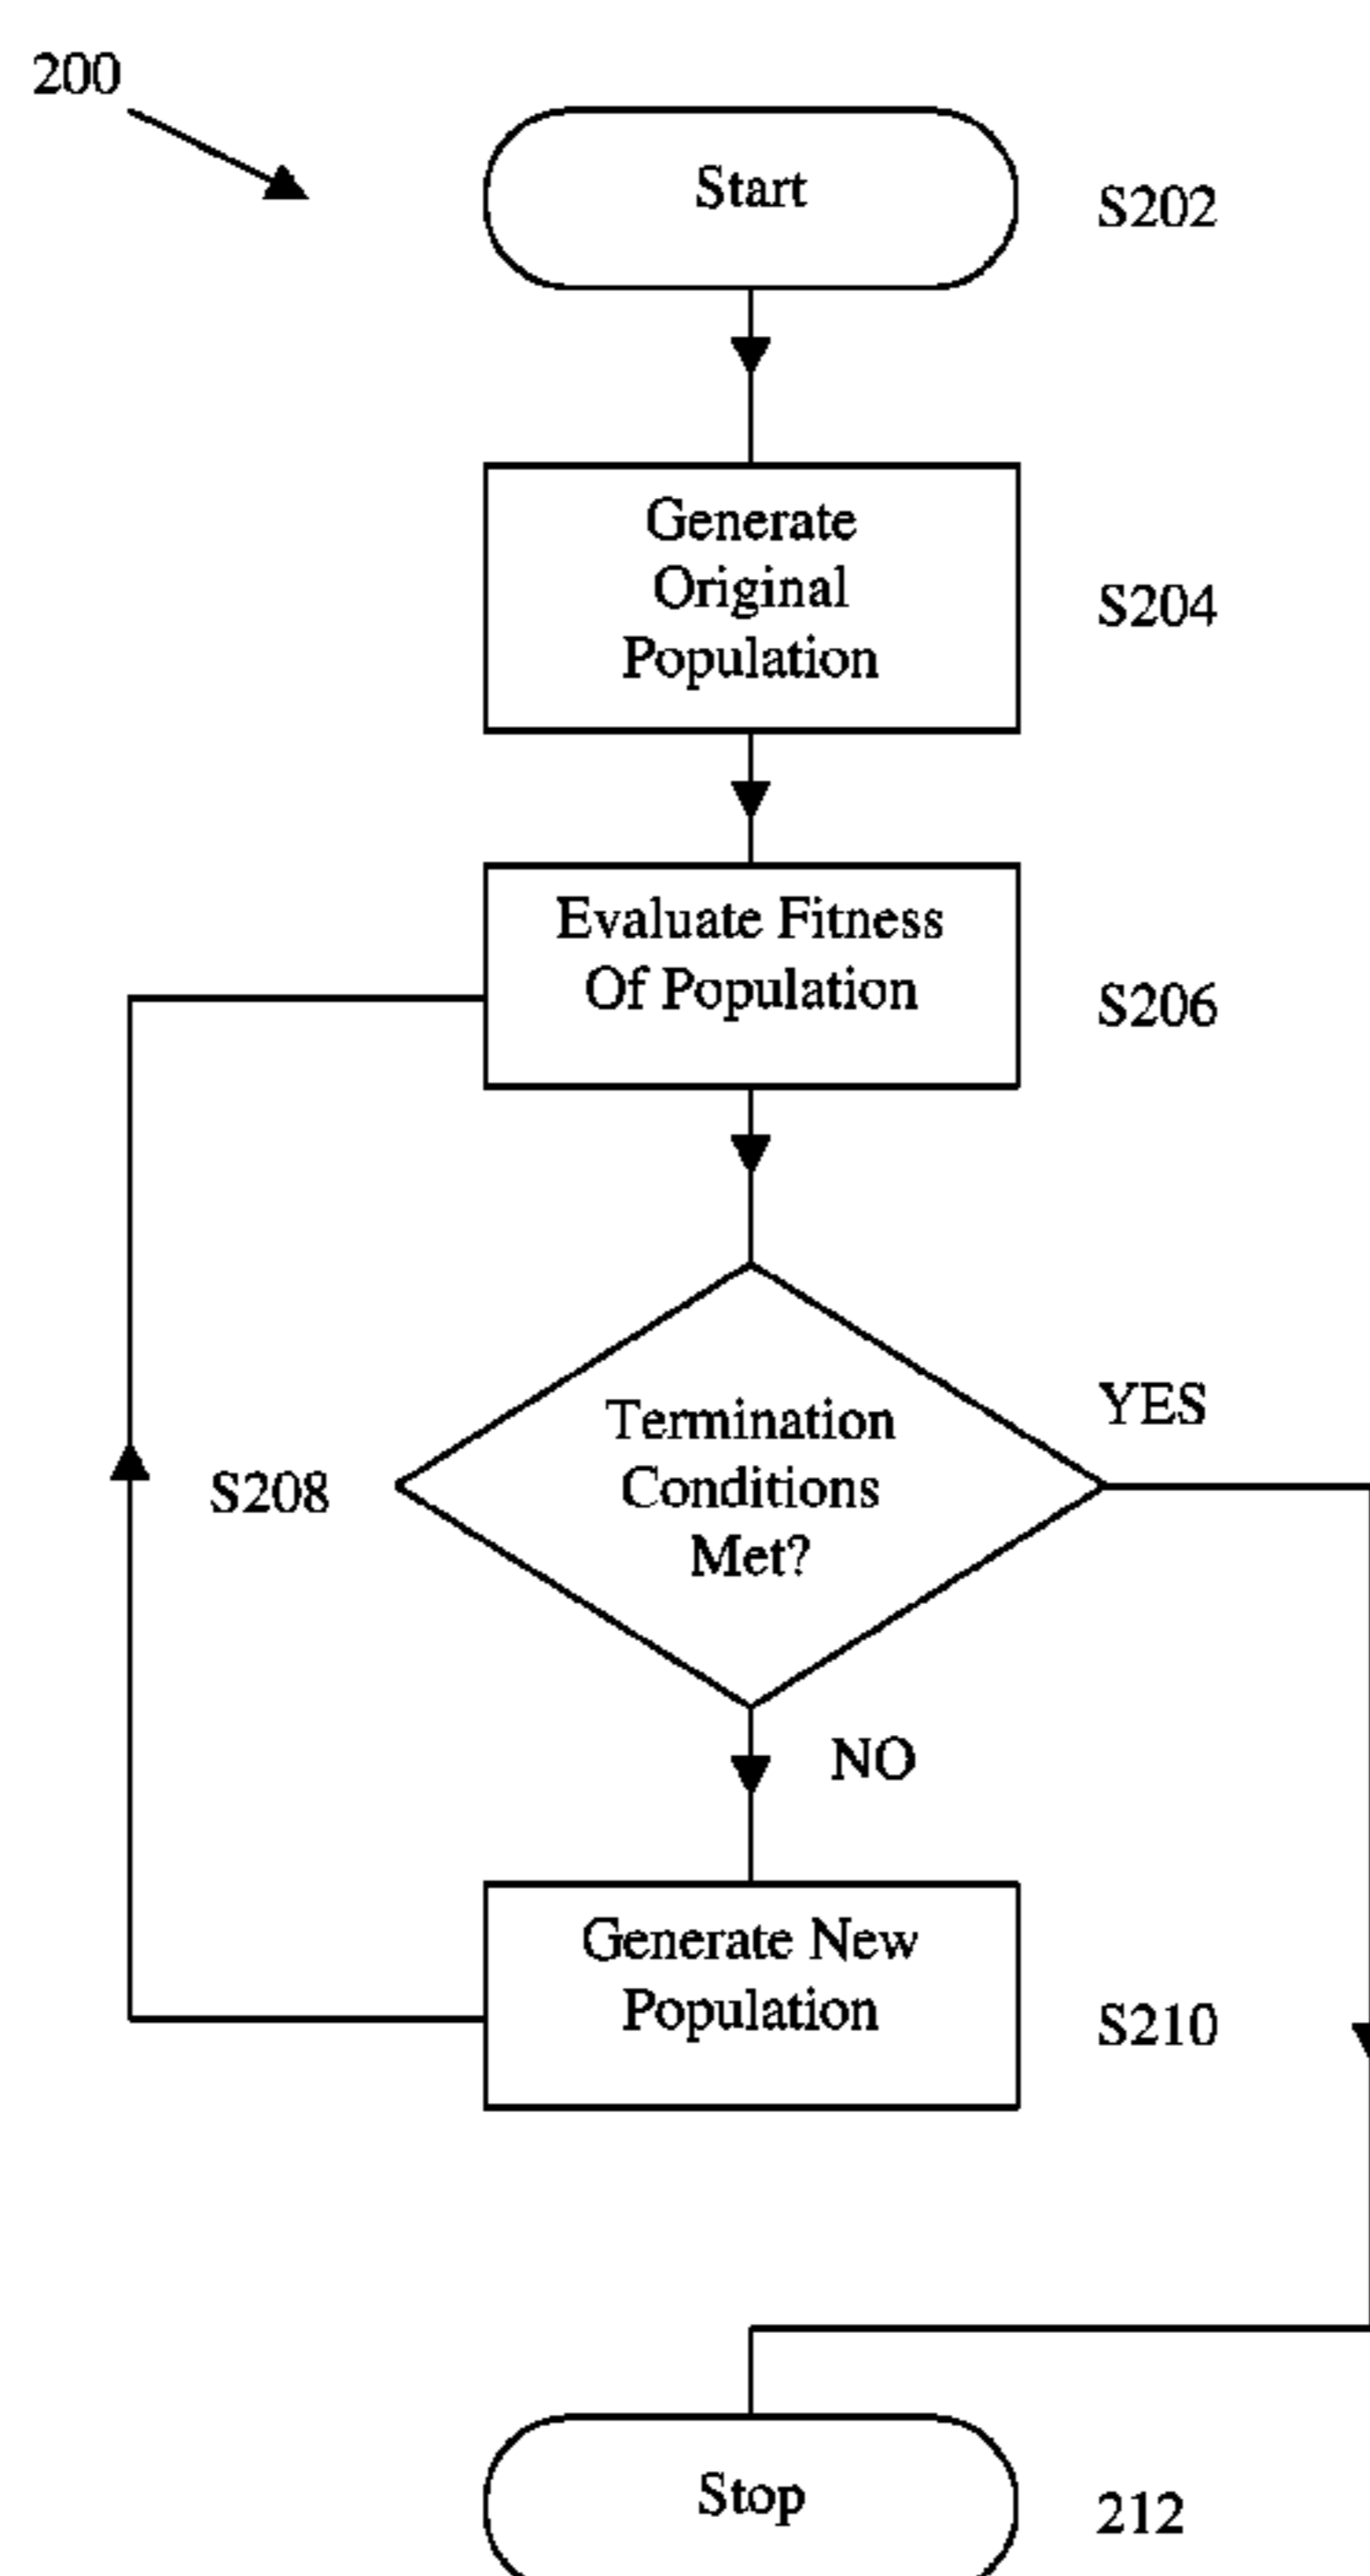 200
Start
S202
Generate
Original
Population
S204
Evaluate Fitness
Of Population
S206
Termination
Conditions
Met?
YES
S208
NO
Generate New
Population
S210
Stop
212